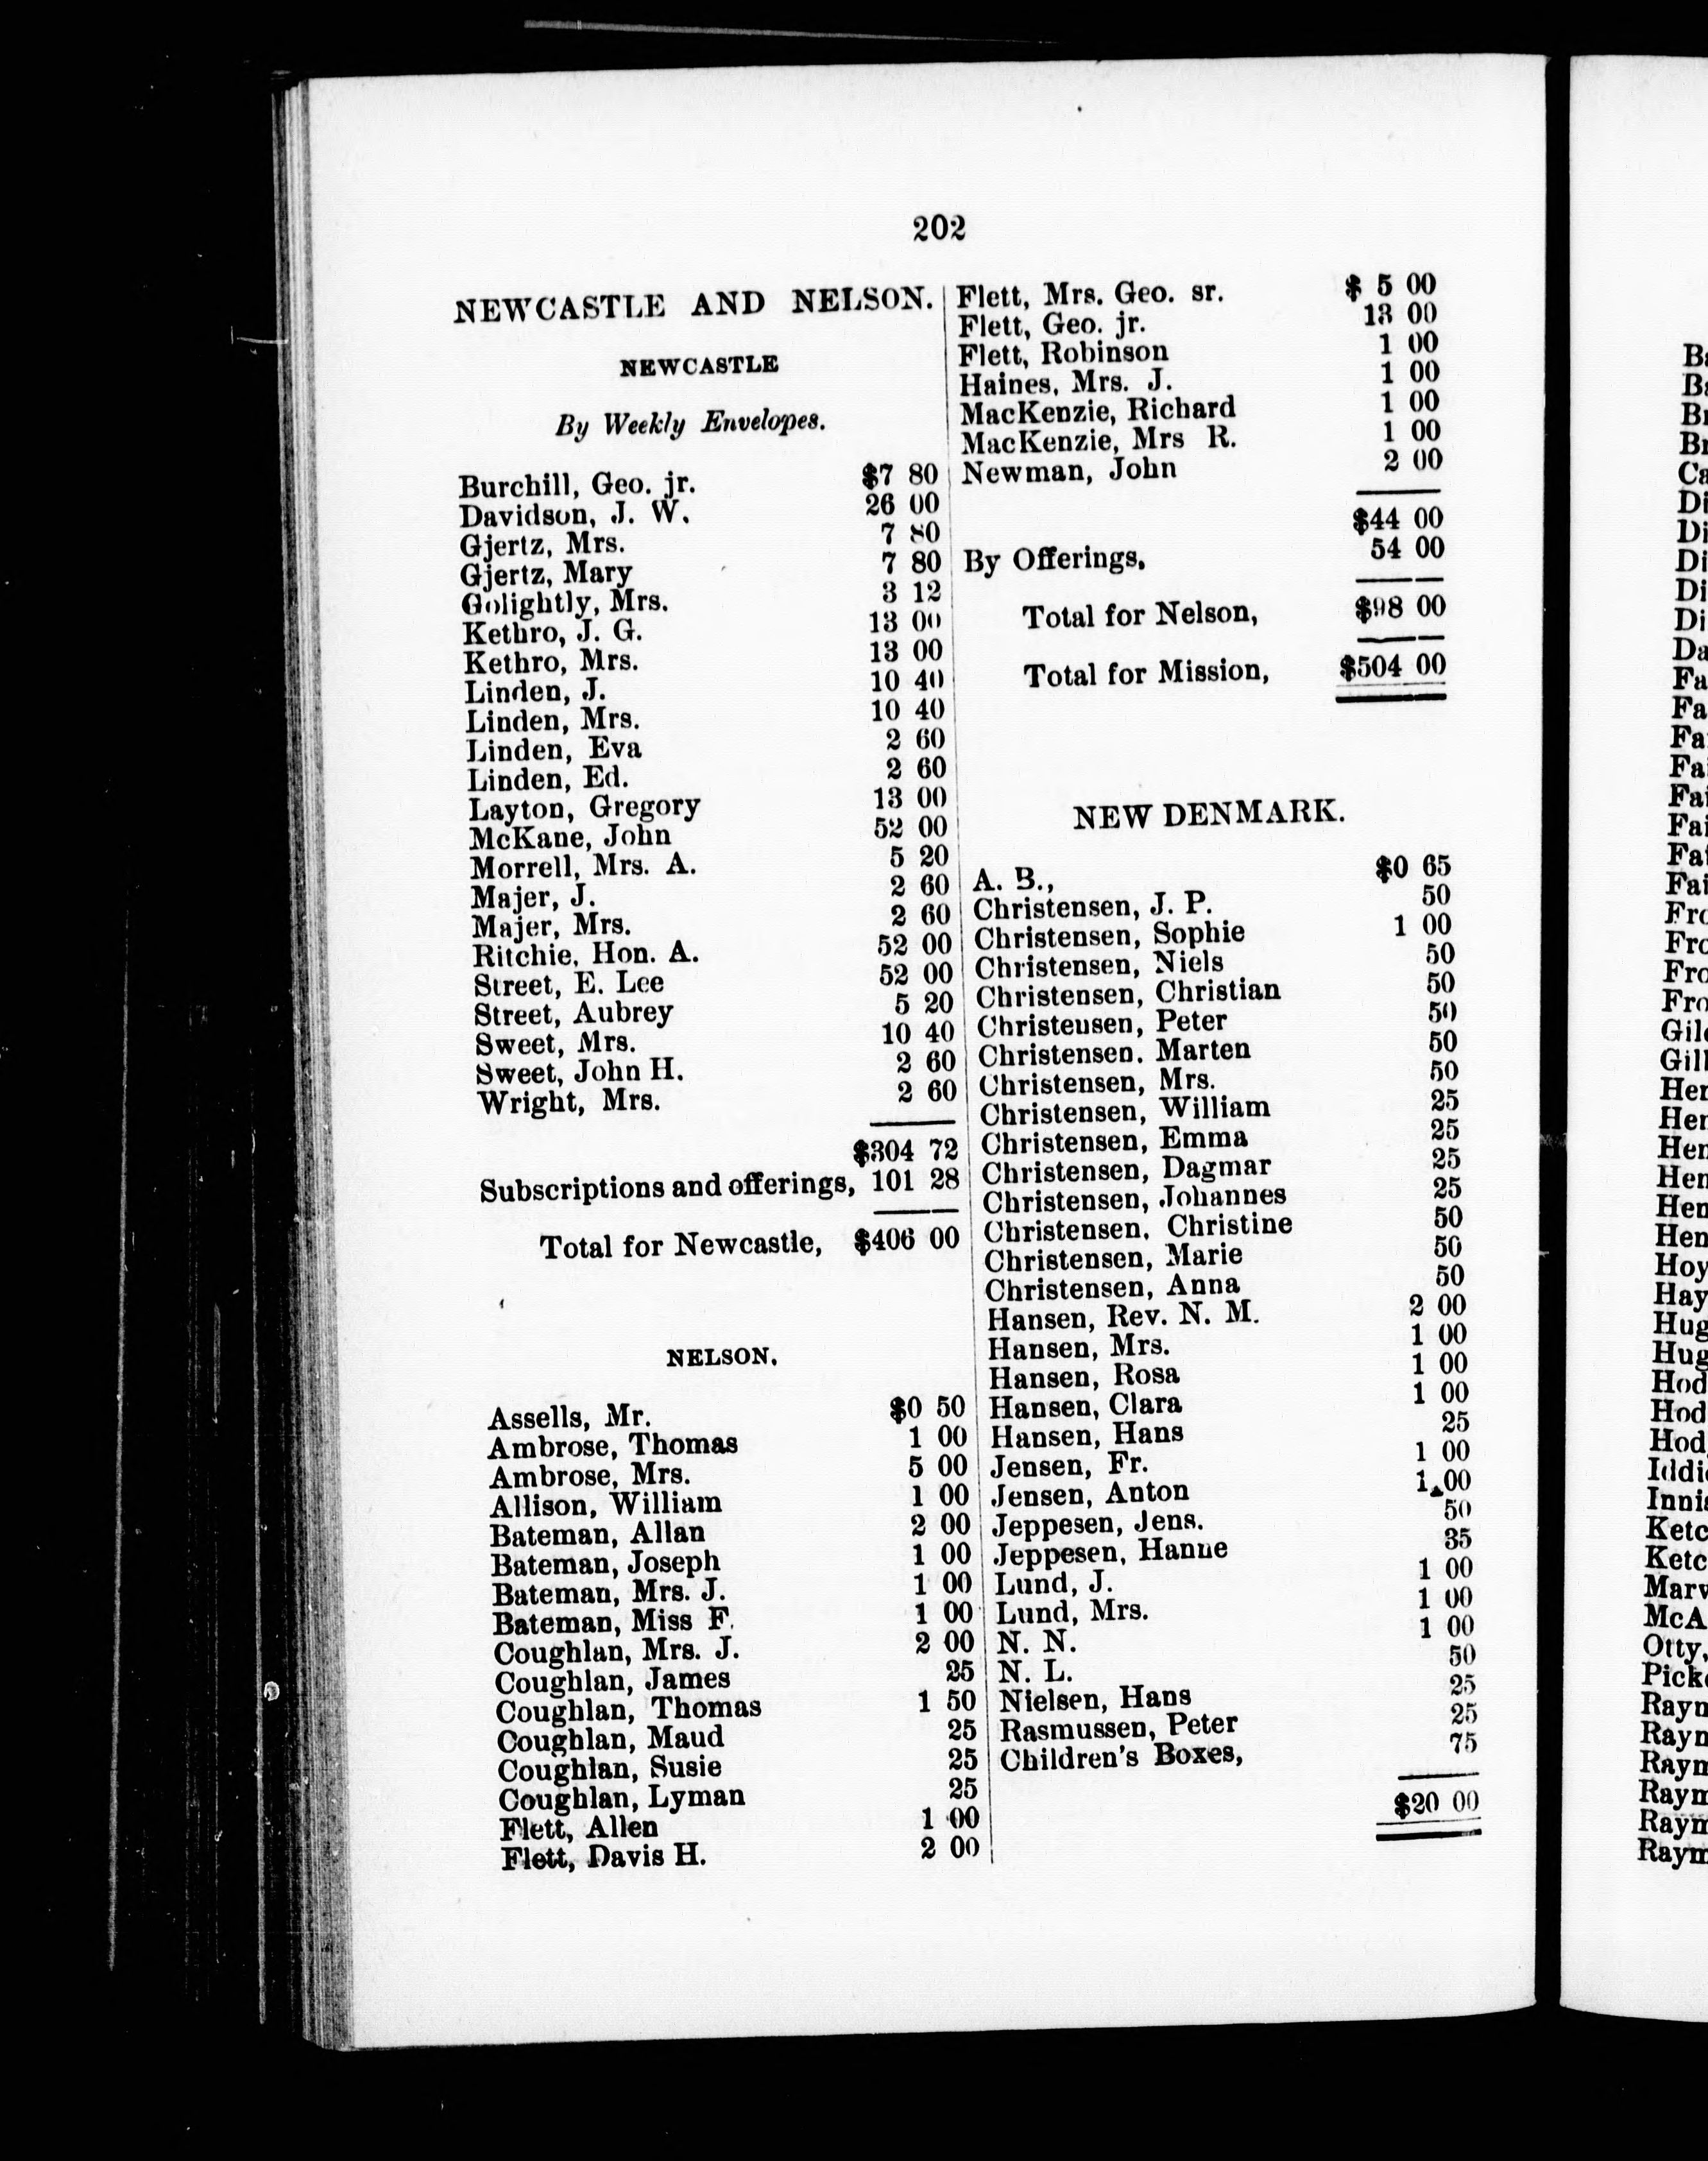 202
NEWCASTLE AND NELSON.
NEWCASTLE
By Weekly Envelopes.
Burchill, Geo. jr. $7 80
Davidson, J. W. 26 00
Gjertz, Mrs. 7 80
Gjertz, Mary 7 80
Golightly, Mrs. 3 12
Kethro, J. G. 13 00
Kethro, Mrs. 13 00
Linden, J. 10 40
Linden, Mrs. 10 40
Linden, Eva 2 60
Linden, Ed. 2 60
Layton, Gregory 13 00
McKane, John 52 00
Morrell, Mrs. A. 5 20
Majer, J. 2 60
Majer, Mrs. 2 60
Ritchie, Hon. A. 52 00
Street, E. Lee 52 00
Street, Aubrey 5 20
Sweet, Mrs. 10 40
Sweet, John H. 2 60
Wright, Mrs. 2 60
$304 72
Subscriptions and offerings, 101 28
Total for Newcastle, $406 00
NELSON.
Assells, Mr. $0 50
Ambrose, Thomas 1 00
Ambrose, Mrs. 5 00
Allison, William 1 00
Bateman, Allan 2 00
Bateman, Joseph 1 00
Bateman, Mrs. J. 1 00
Bateman, Miss F. 1 00
Coughlan, Mrs. J. 2 00
Coughlan, James 25
Coughlan, Thomas 1 50
Coughlan, Maud 25
Coughlan, Susie 25
Coughlan, Lyman 25
Flett, Allen 1 00
Flett, Davis H. 2 00
Flett, Mrs. Geo. sr. $ 5 00
Flett, Geo. jr. 13 00
Flett, Robinson 1 00
Haines, Mrs. J. 1 00
MacKenzie, Richard 1 00
MacKenzie, Mrs R. 1 00
Newman, John 2 00
$44 00
By Offerings, 54 00
Total for Nelson, $98 00
Total for Mission, $504 00
NEW DENMARK.
A. B., $0 65
Christensen, J. P. 50
Christensen, Sophie 1 00
Christensen, Niels 50
Christensen, Christian 50
Christeusen, Peter 50
Christensen. Marten 50
Christensen, Mrs. 50
Christensen, William 25
Christensen, Emma 25
Christensen, Dagmar 25
Christensen, Johannes 25
Christensen, Christine 50
Christensen, Marie 50
Christensen, Anna 50
Hansen, Rev. N. M. 2 00
Hansen, Mrs. 1 00
Hansen, Rosa 1 00
Hansen, Clara 1 00
Hansen, Hans 25
Jensen, Fr. 1 00
Jensen, Anton 1 00
Jeppesen, Jens. 50
Jeppesen, Hanne 35
Lund, J. 1 00
Lund, Mrs. 1 00
N. N. 1 00
N. L. 50
Nielsen, Hans 25
Rasmussen, Peter 25
Children's Boxes, 75
$20 00